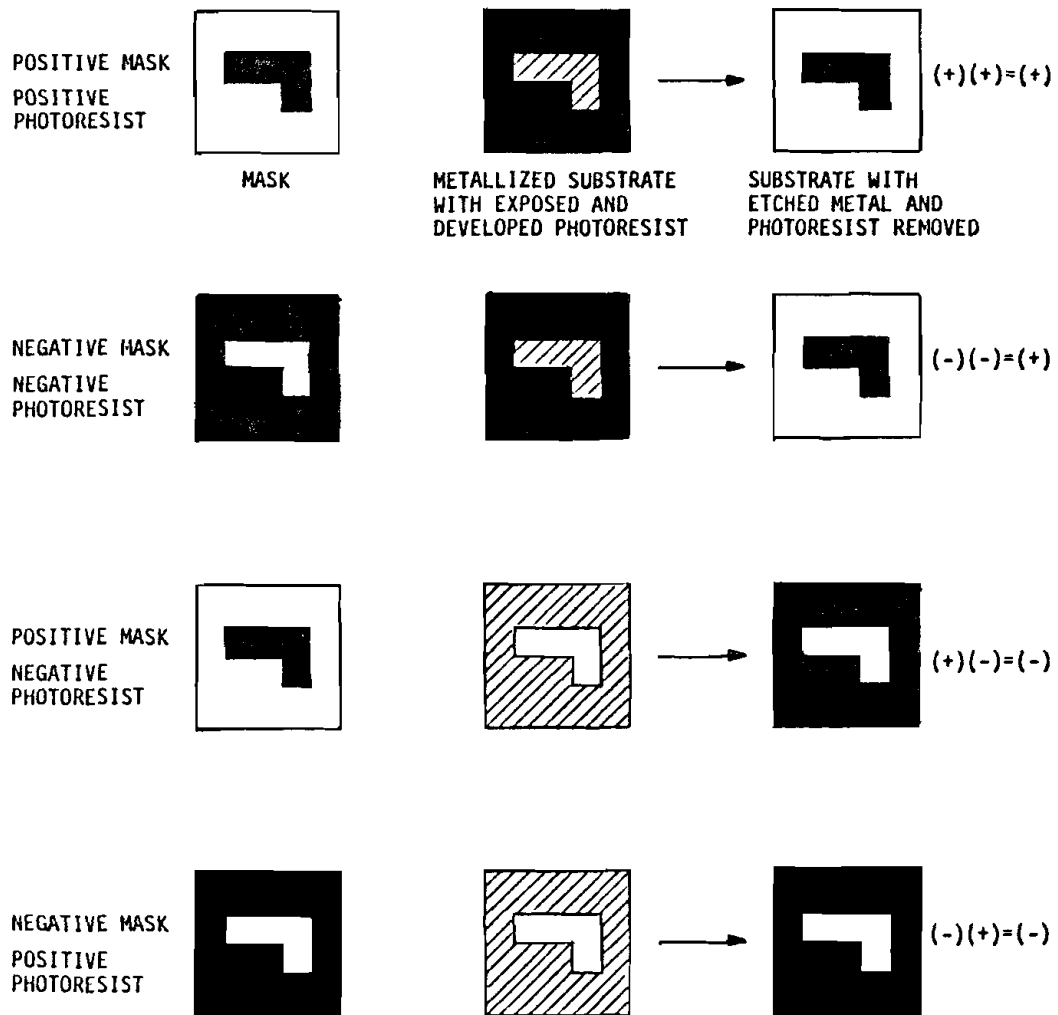 POSITIVE MASK
POSITIVE
PHOTORESIST
(+)(+)=(+)
MASK
METALLIZED SUBSTRATE
WITH EXPOSED AND
DEVELOPED PHOTORESIST
SUBSTRATE WITH
ETCHED METAL AND
PHOTORESIST REMOVED
NEGATIVE MASK
NEGATIVE
PHOTORESIST
(-)(-)=(+)
POSITIVE MASK
NEGATIVE
PHOTORESIST
(+)(-)=(-)
NEGATIVE MASK
POSITIVE
PHOTORESIST
(-)(+)=(-)